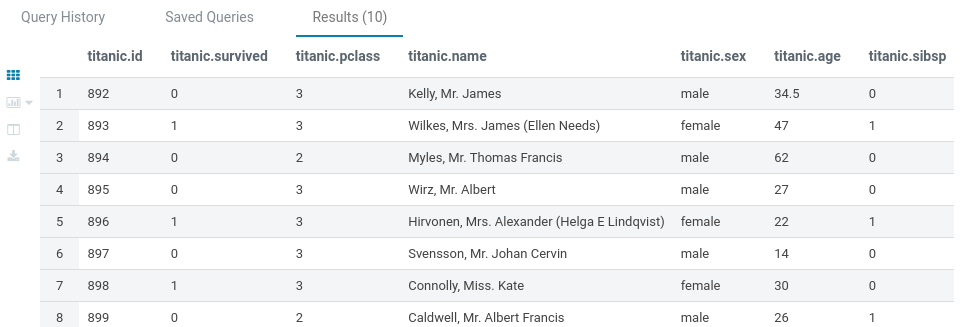 Query History Saved Queries Results (10)
titanic.id titanic.survived titanic.pclass titanic.name titanic.sex titanic.age titanic.sibsp
1 892 0 3 Kelly, Mr. James male 34.5 0
2 893 1 3 Wilkes, Mrs. James (Ellen Needs) female 47 1
3 894 0 2 Myles, Mr. Thomas Francis male 62 0
4 895 0 3 Wirz, Mr. Albert male 27 0
5 896 1 3 Hirvonen, Mrs. Alexander (Helga E Lindqvist) female 22 1
6 897 0 3 Svensson, Mr. Johan Cervin male 14 0
7 898 1 3 Connolly, Miss. Kate female 30 0
8 899 0 2 Caldwell, Mr. Albert Francis male 26 1